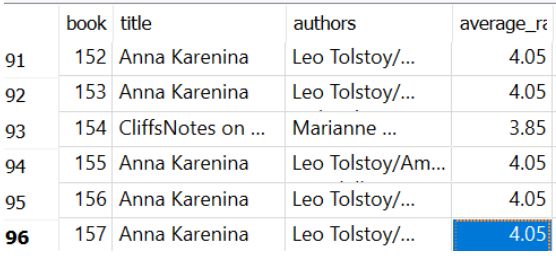 book title authors average_ra
91 152 Anna Karenina Leo Tolstoy/... 4.05
92 153 Anna Karenina Leo Tolstoy/... 4.05
93 154 CliffsNotes on ... Marianne ... 3.85
94 155 Anna Karenina Leo Tolstoy/Am... 4.05
95 156 Anna Karenina Leo Tolstoy/... 4.05
96 157 Anna Karenina Leo Tolstoy/... 4.05